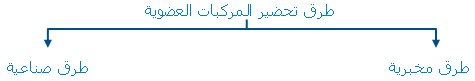 طرق تحضير المركبات العضوية
طرق مخبرية
طرق صناعية